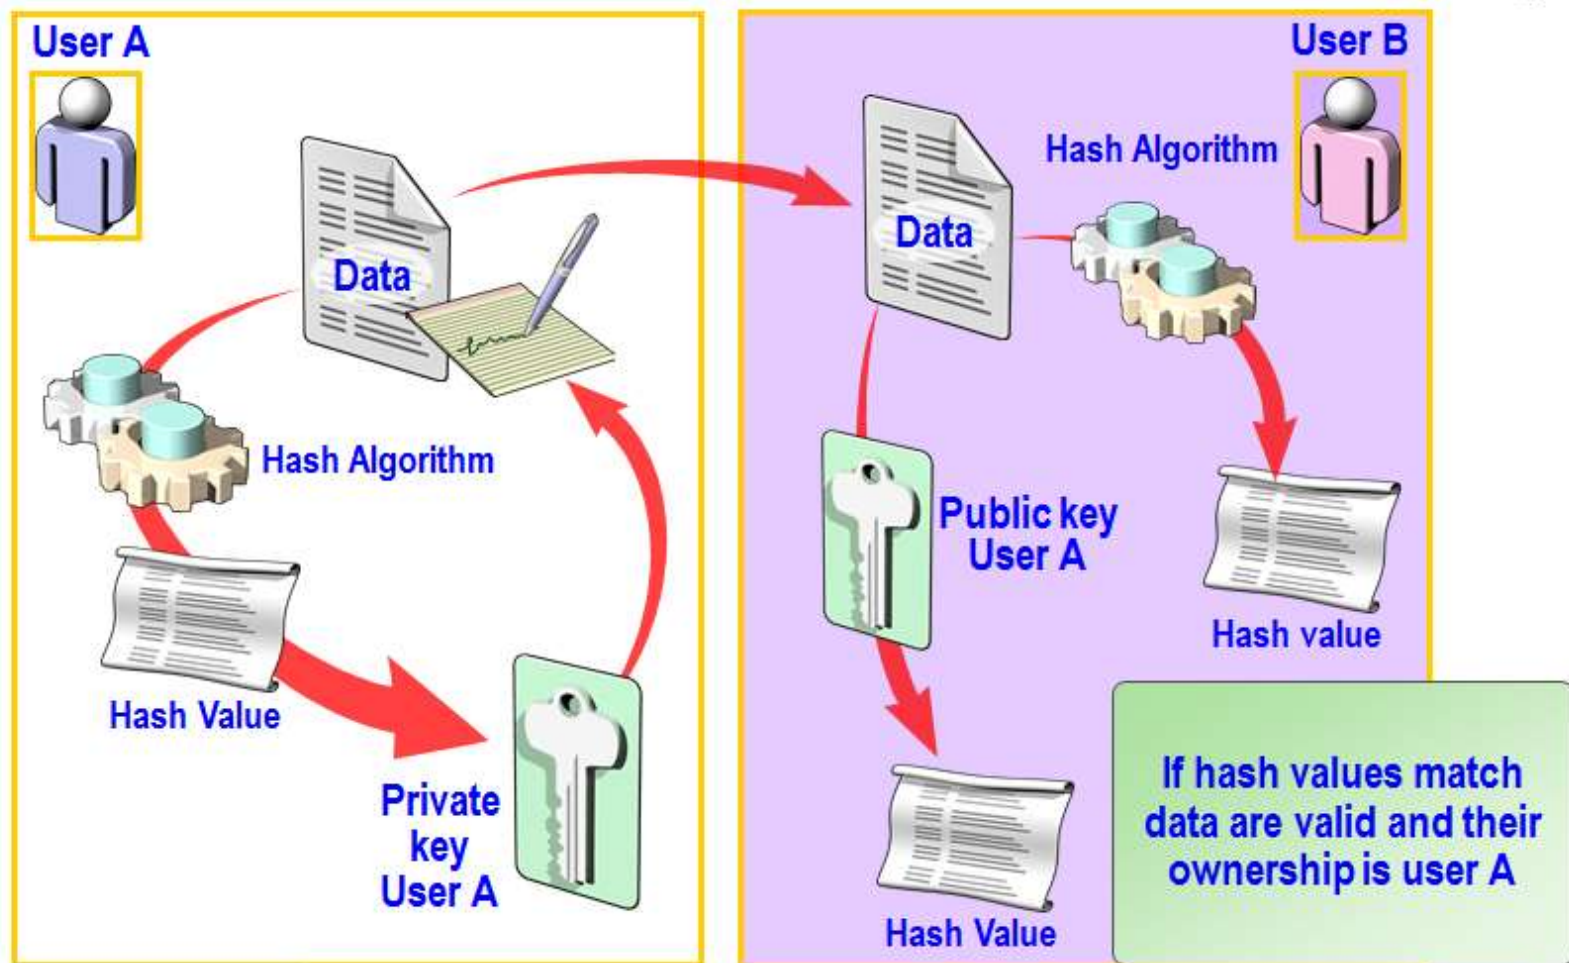 User A
Data
Hash Algorithm
Hash Value
Private
key
User A
User B
Hash Algorithm
Data
Public key
User A
Hash value
Hash Value
If hash values match
data are valid and their
ownership is user A